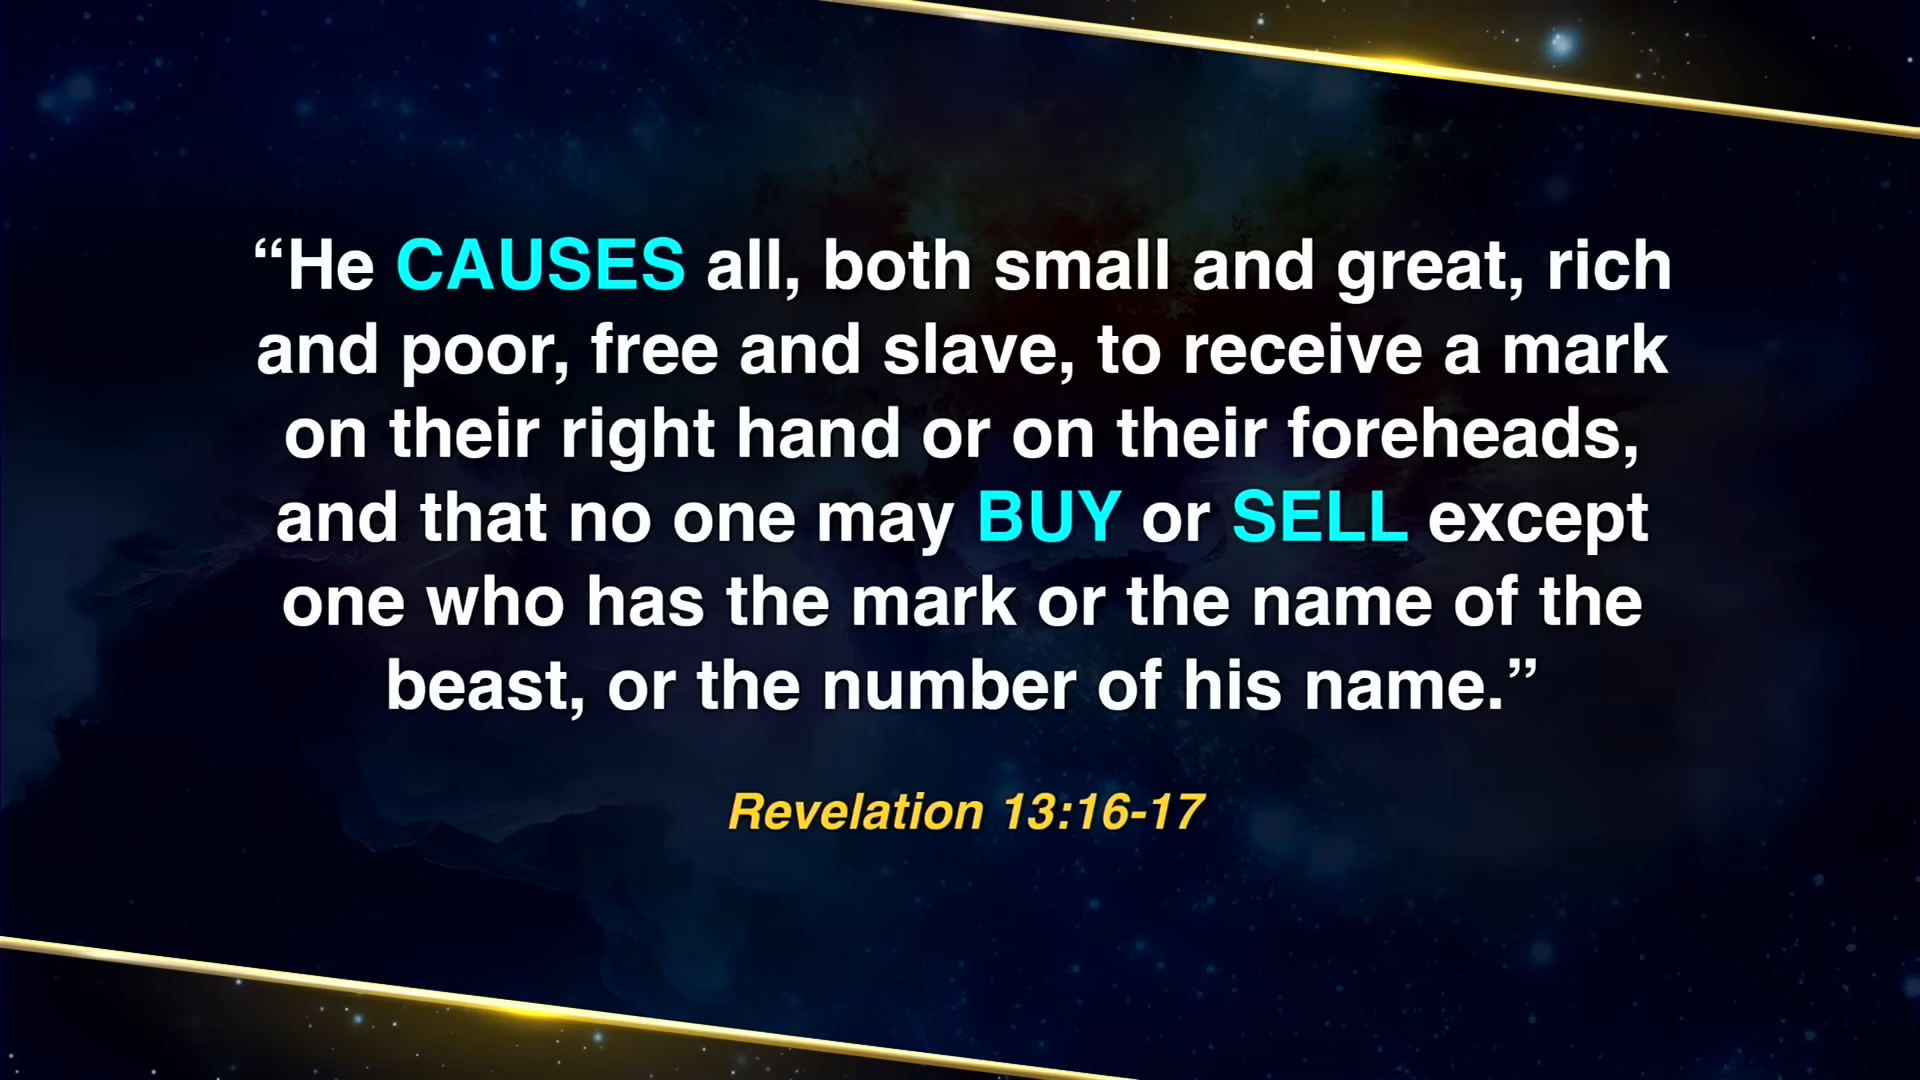 “He CAUSES all, both small and great, rich
and poor, free and slave, to receive a mark
on their right hand or on their foreheads,
and that no one may BUY or SELL except
one who has the mark or the name of the
beast, or the number of his name.”
Revelation 13:16-17